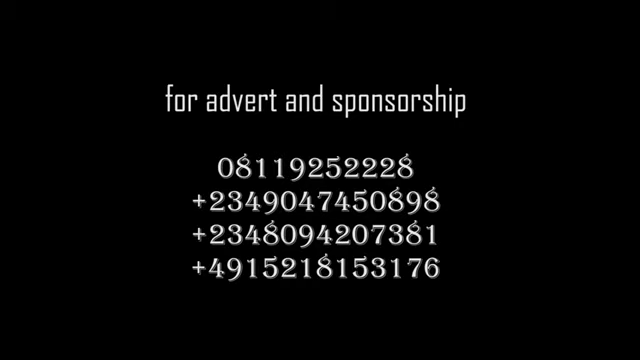 for advert and sponsorship
08119252228
+2349047450898
+2348094207381
+4915218153176